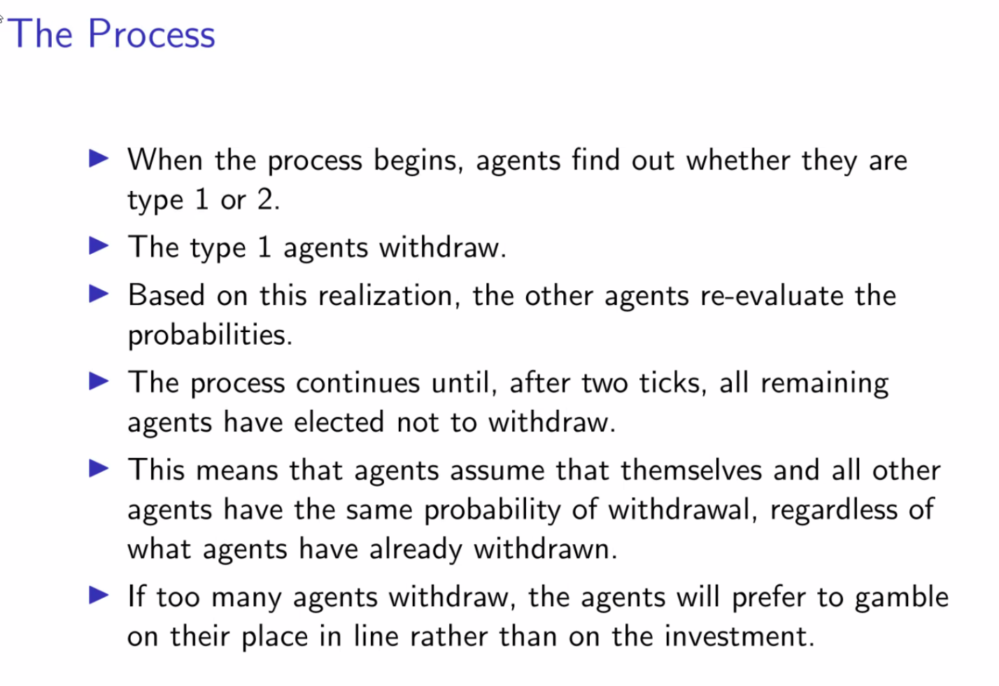 The Process
▶ When the process begins, agents find out whether they are
type 1 or 2.
▶ The type 1 agents withdraw.
▶ Based on this realization, the other agents re-evaluate the
probabilities.
▶ The process continues until, after two ticks, all remaining
agents have elected not to withdraw.
▶ This means that agents assume that themselves and all other
agents have the same probability of withdrawal, regardless of
what agents have already withdrawn.
▶ If too many agents withdraw, the agents will prefer to gamble
on their place in line rather than on the investment.